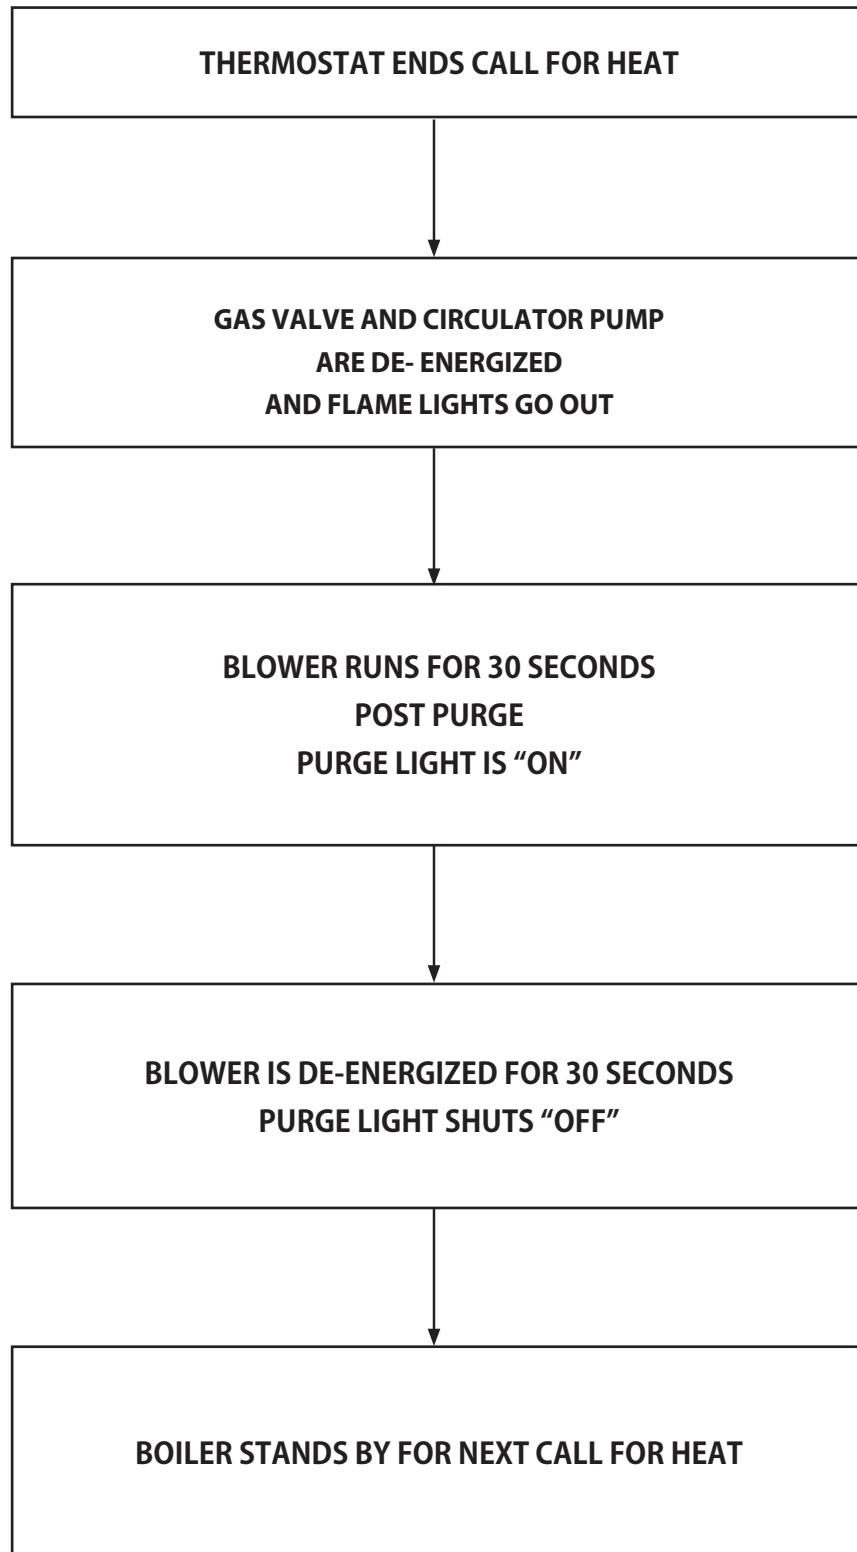 THERMOSTAT ENDS CALL FOR HEAT
GAS VALVE AND CIRCULATOR PUMP
ARE DE- ENERGIZED
AND FLAME LIGHTS GO OUT
BLOWER RUNS FOR 30 SECONDS
POST PURGE
PURGE LIGHT IS “ON”
BLOWER IS DE-ENERGIZED FOR 30 SECONDS
PURGE LIGHT SHUTS “OFF”
BOILER STANDS BY FOR NEXT CALL FOR HEAT